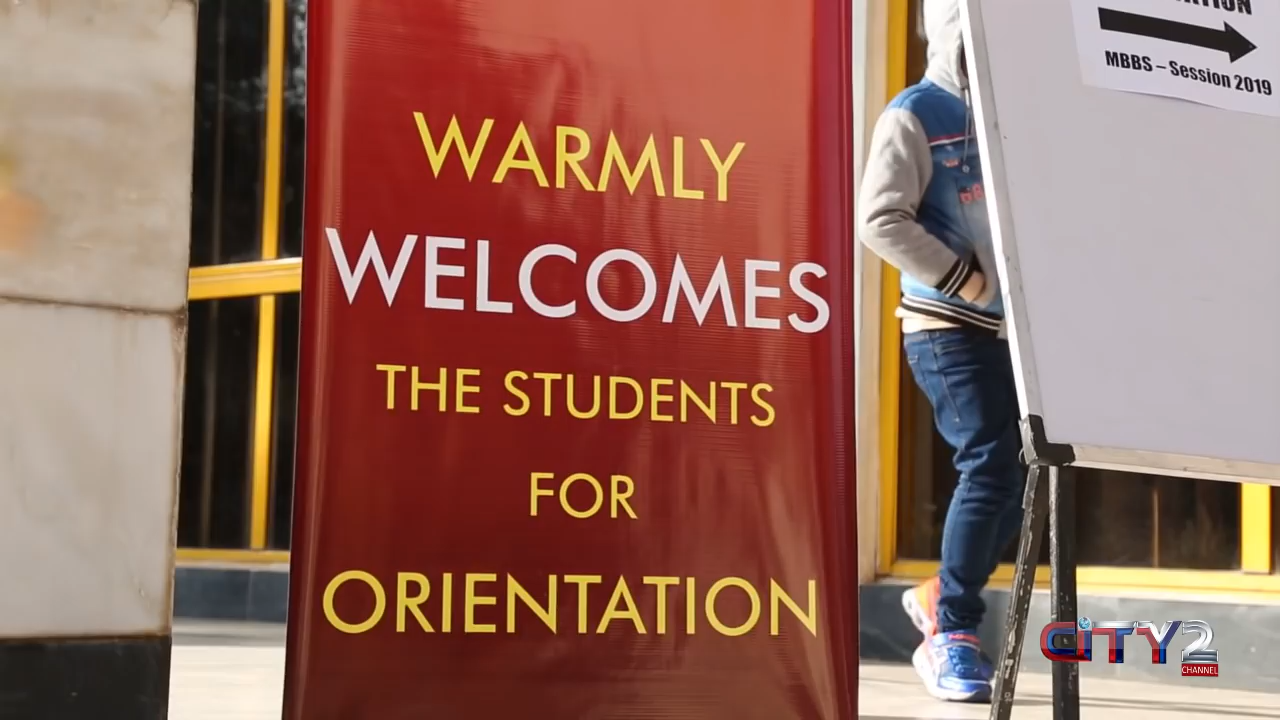 WARMLY
WELCOMES
THE STUDENTS
FOR
ORIENTATION
MBBS – Session 2019
CITY2
CHANNEL